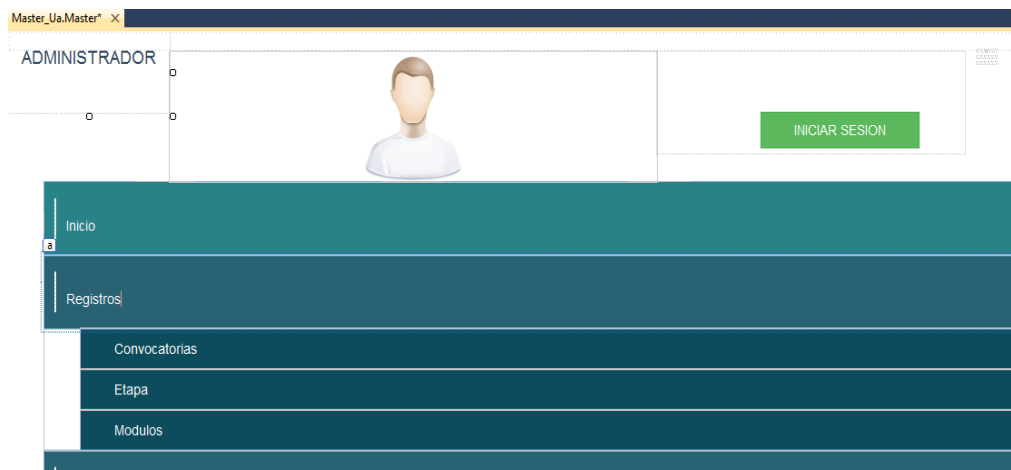 Master_Ua.Master*
ADMINISTRADOR
INICIAR SESION
Inicio
a
Registros
Convocatorias
Etapa
Modulos